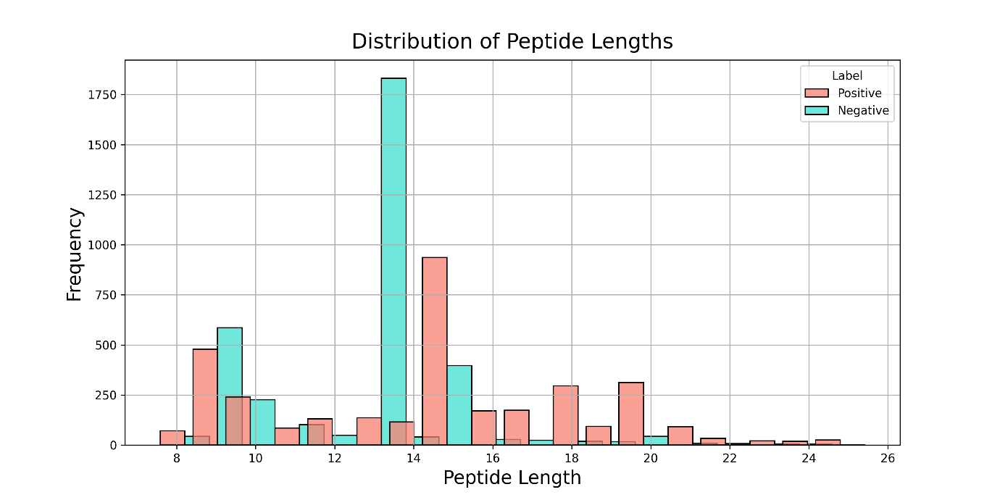 Distribution of Peptide Lengths
Label
Positive
Negative
Frequency
1750
1500
1250
1000
750
500
250
0
8 10 12 14 16 18 20 22 24 26
Peptide Length